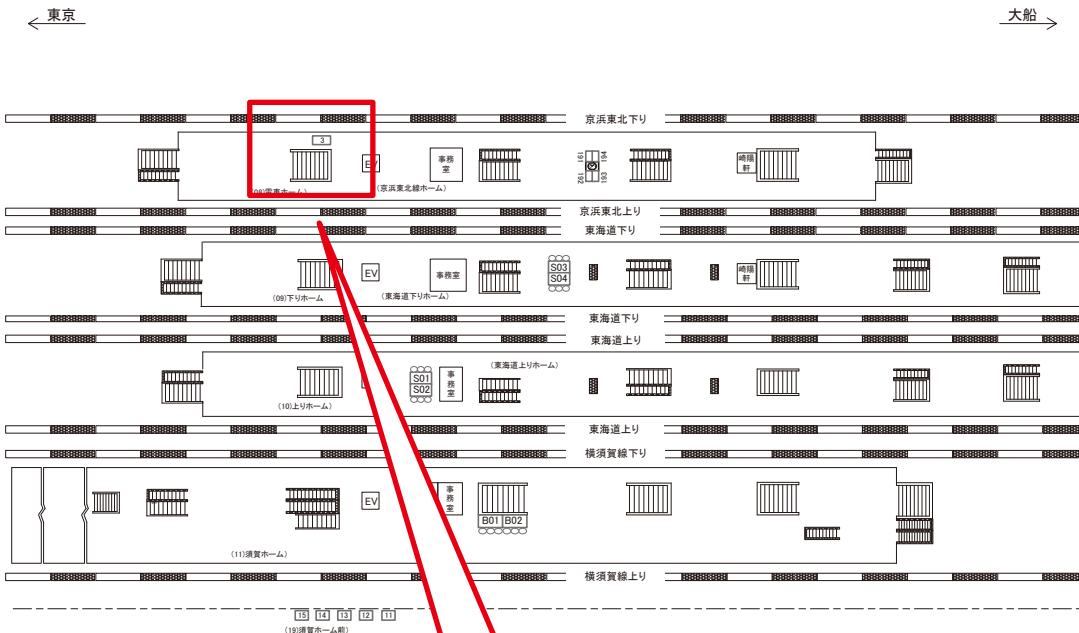 東京
大船
京浜東北下り
3
EV
事務室
161
194
192
193
崎陽軒
(08)電車ホーム)
(京浜東北線ホーム)
京浜東北上り
東海道下り
EV
事務室
S03
S04
崎陽軒
(09)下りホーム
(東海道下りホーム)
東海道下り
東海道上り
(東海道上りホーム)
S01
S02
事務室
(10)上りホーム)
東海道上り
横須賀線下り
EV
事務室
B01 B02
(11)須賀ホーム)
横須賀線上り
15 14 13 12 11
(19)須賀ホーム前)